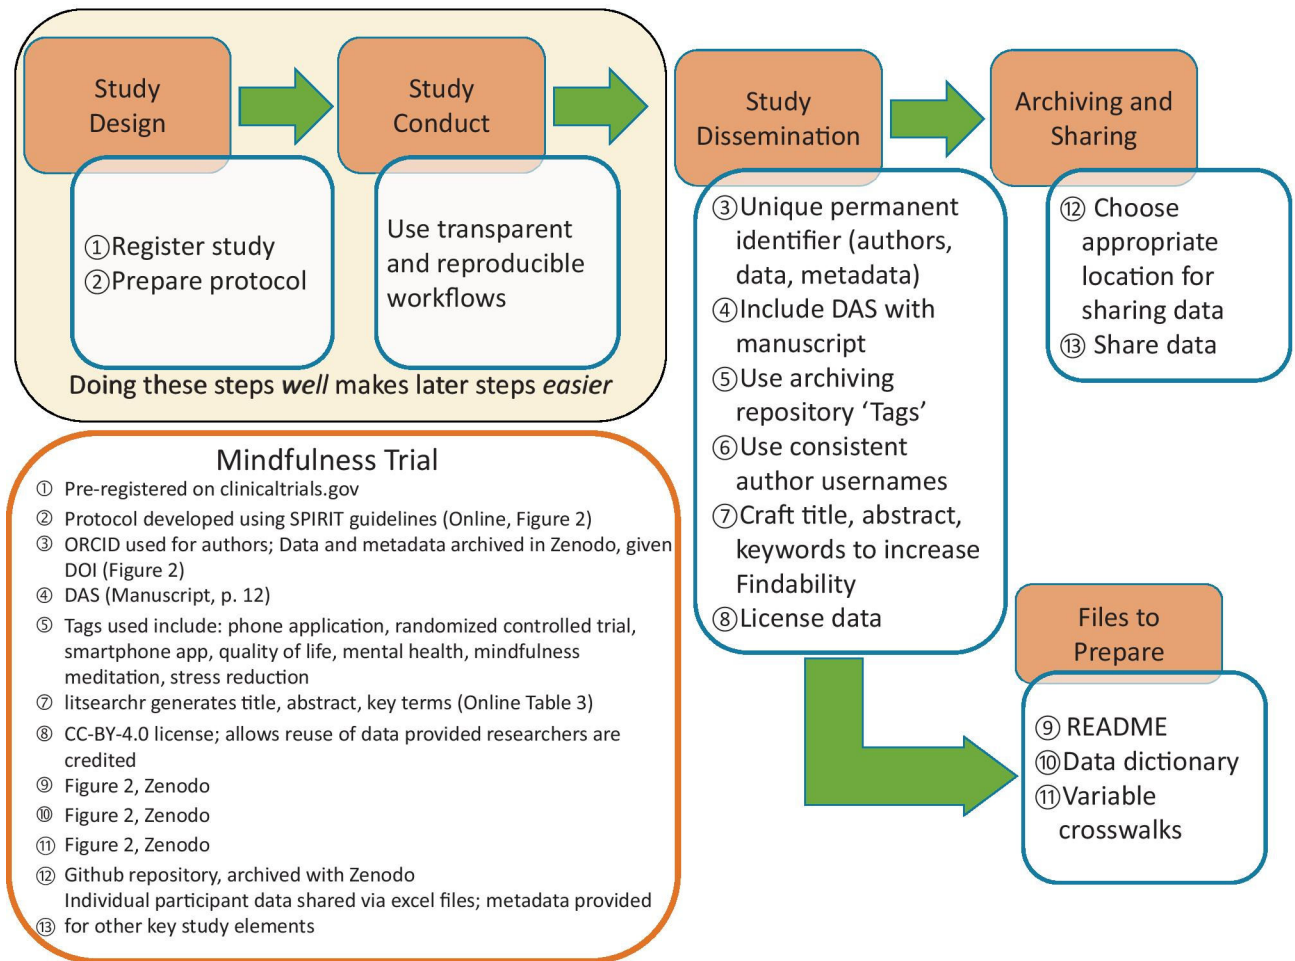 Study
Design
Study
Conduct
①Register study
②Prepare protocol
Use transparent
and reproducible
workflows
Doing these steps well makes later steps easier
Study
Dissemination
③Unique permanent
identifier (authors,
data, metadata)
④Include DAS with
manuscript
⑤Use archiving
repository ‘Tags’
⑥Use consistent
author usernames
⑦Craft title, abstract,
keywords to increase
Findability
⑧License data
Archiving and
Sharing
⑫ Choose
appropriate
location for
sharing data
⑬ Share data
Files to
Prepare
⑨ README
⑩Data dictionary
⑪Variable
crosswalks
Mindfulness Trial
① Pre-registered on clinicaltrials.gov
② Protocol developed using SPIRIT guidelines (Online, Figure 2)
③ ORCID used for authors; Data and metadata archived in Zenodo, given
DOI (Figure 2)
④ DAS (Manuscript, p. 12)
⑤ Tags used include: phone application, randomized controlled trial,
smartphone app, quality of life, mental health, mindfulness
meditation, stress reduction
⑦ litsearchr generates title, abstract, key terms (Online Table 3)
⑧ CC-BY-4.0 license; allows reuse of data provided researchers are
credited
⑨ Figure 2, Zenodo
⑩ Figure 2, Zenodo
⑪ Figure 2, Zenodo
⑫ Github repository, archived with Zenodo
Individual participant data shared via excel files; metadata provided
⑬ for other key study elements